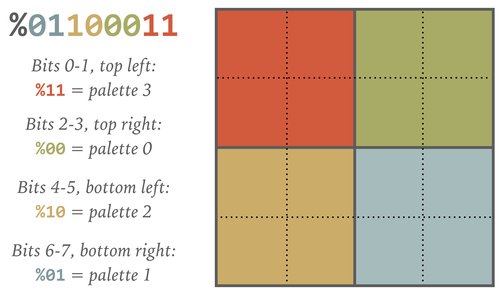 %01100011
Bits 0-1, top left:
%11 = palette 3
Bits 2-3, top right:
%00 = palette 0
Bits 4-5, bottom left:
%10 = palette 2
Bits 6-7, bottom right:
%01 = palette 1